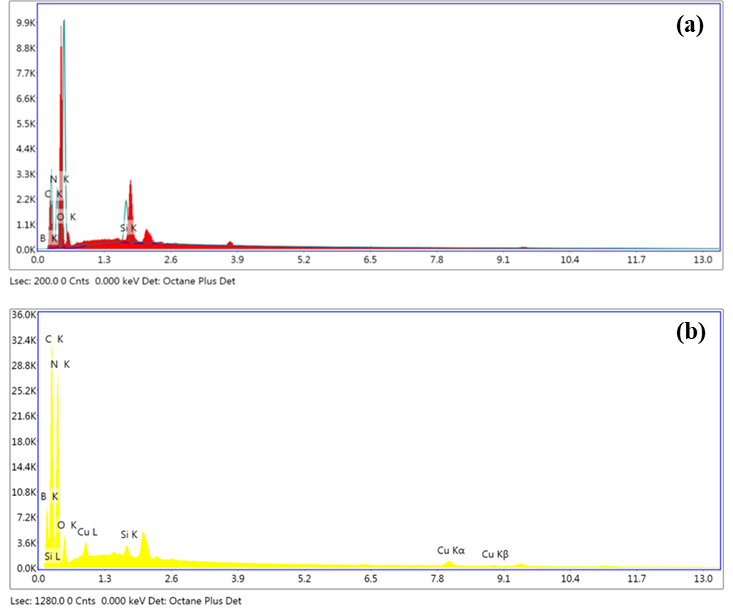 (a)
9.9K
8.8K
7.7K
6.6K
5.5K
4.4K
3.3K
2.2K
1.1K
0.0K
N K
C K
O K
Si K
B K
0.0 1.3 2.6 3.9 5.2 6.5 7.8 9.1 10.4 11.7 13.0
Lsec: 200.0 0 Cnts 0.000 keV Det: Octane Plus Det
(b)
36.0K
32.4K
28.8K
25.2K
21.6K
18.0K
14.4K
10.8K
7.2K
3.6K
0.0K
C K
N K
B K
O K
Cu L
Si K
Si L
Cu Kα
Cu Kβ
0.0 1.3 2.6 3.9 5.2 6.5 7.8 9.1 10.4 11.7 13.0
Lsec: 1280.0 0 Cnts 0.000 keV Det: Octane Plus Det